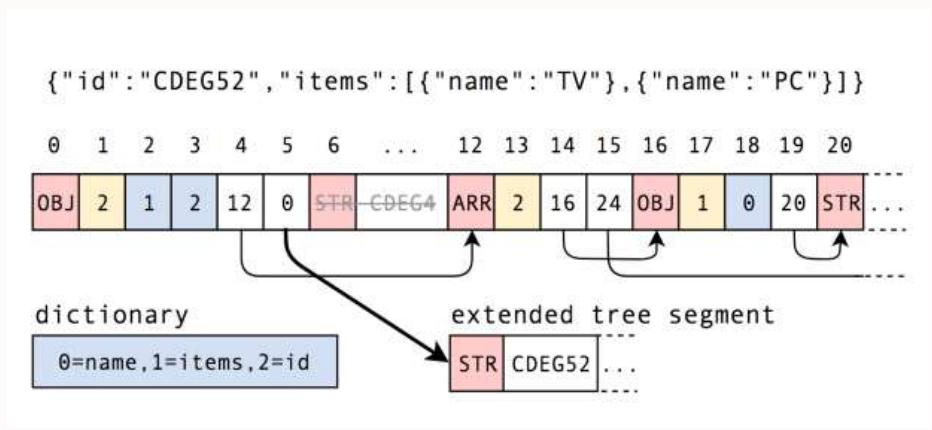 {"id":"CDEG52","items":[{"name":"TV"},{"name":"PC"}]}
0 1 2 3 4 5 6 ... 12 13 14 15 16 17 18 19 20
OBJ 2 1 2 12 0 STR CDEG4 ARR 2 16 24 OBJ 1 0 20 STR ...
dictionary
0=name,1=items,2=id
extended tree segment
STR CDEG52 ...